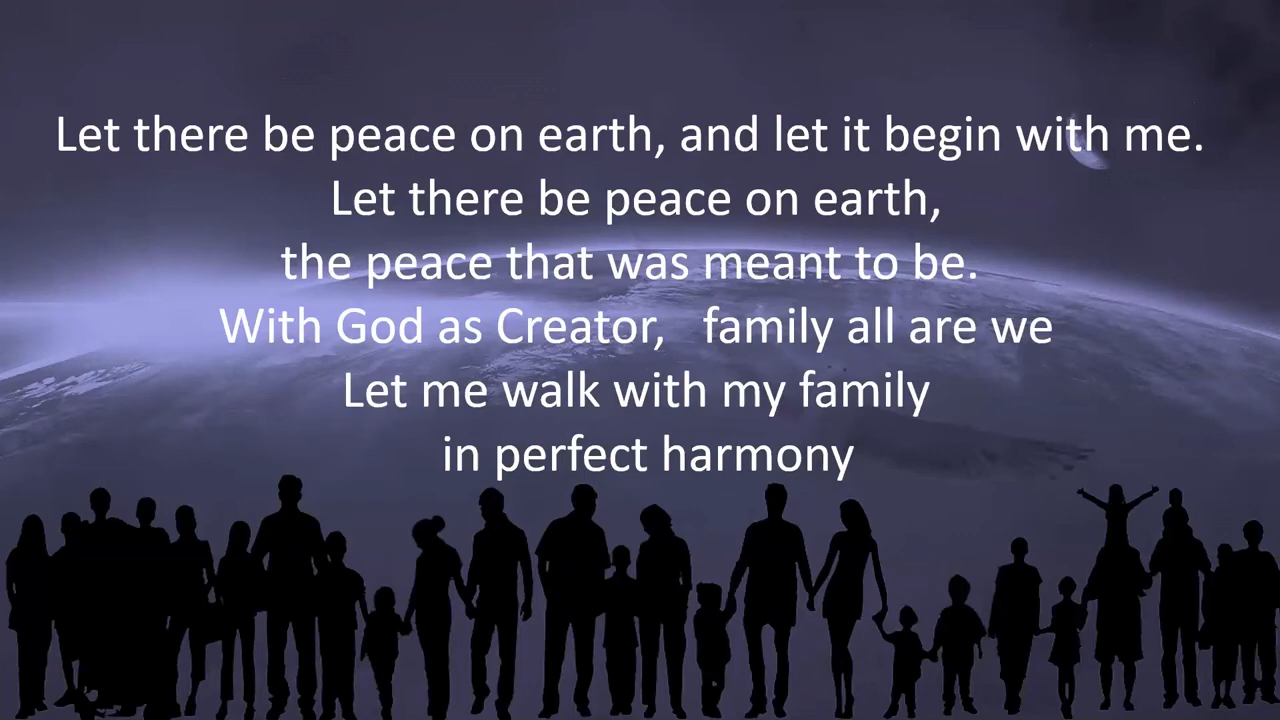 Let there be peace on earth, and let it begin with me.
Let there be peace on earth,
the peace that was meant to be.
With God as Creator,   family all are we
Let me walk with my family
in perfect harmony